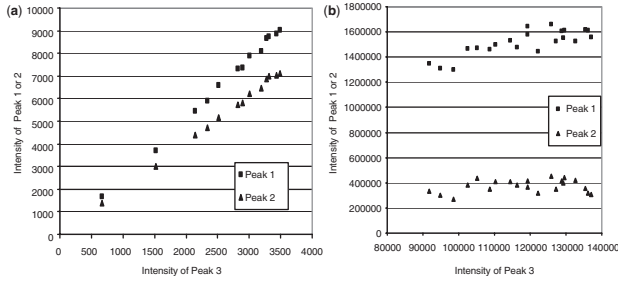 (a)
10000
9000
8000
7000
6000
5000
4000
3000
2000
1000
0
Intensity of Peak 1 or 2
Peak 1
Peak 2
0 500 1000 1500 2000 2500 3000 3500 4000
Intensity of Peak 3
(b)
1800000
1600000
1400000
1200000
1000000
800000
600000
400000
200000
0
Intensity of Peak 1 or 2
Peak 1
Peak 2
80000 90000 100000 110000 120000 130000 140000
Intensity of Peak 3